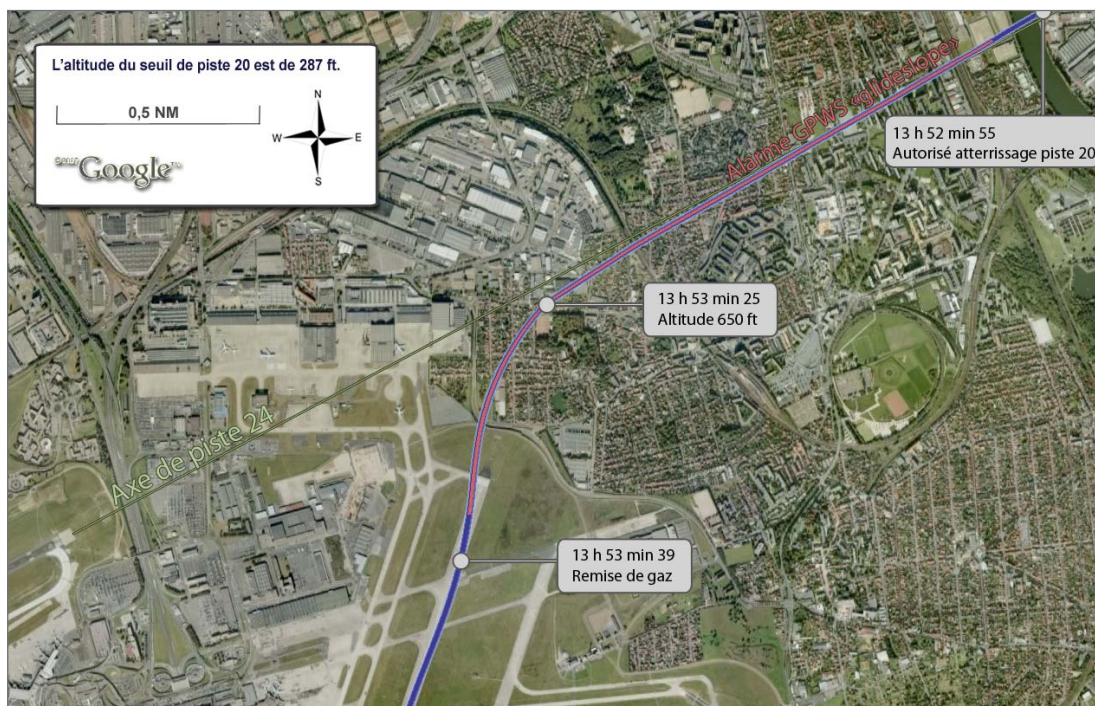 L'altitude du seuil de piste 20 est de 287 ft.
0,5 NM
N
W E
S
Google™
Alarme GPWS «glideslope»
13 h 52 min 55
Autorisé atterrissage piste 20
13 h 53 min 25
Altitude 650 ft
Axe de piste 24
13 h 53 min 39
Remise de gaz